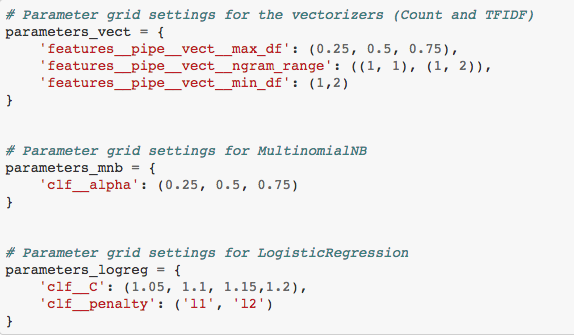 # Parameter grid settings for the vectorizers (Count and TFIDF)
parameters_vect = {
    'features__pipe__vect__max_df': (0.25, 0.5, 0.75),
    'features__pipe__vect__ngram_range': ((1, 1), (1, 2)),
    'features__pipe__vect__min_df': (1,2)
}
# Parameter grid settings for MultinomialNB
parameters_mnb = {
    'clf__alpha': (0.25, 0.5, 0.75)
}
# Parameter grid settings for LogisticRegression
parameters_logreg = {
    'clf__C': (1.05, 1.1, 1.15,1.2),
    'clf__penalty': ('l1', 'l2')
}